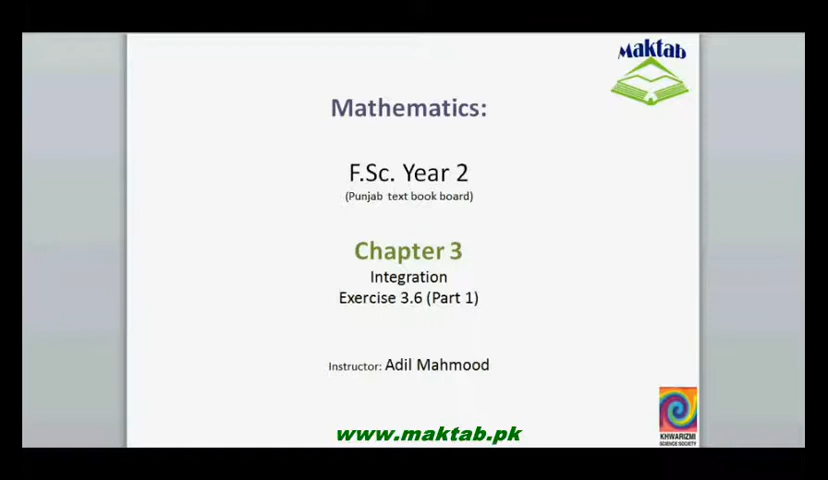 Maktab
Mathematics:
F.Sc. Year 2
(Punjab text book board)
Chapter 3
Integration
Exercise 3.6 (Part 1)
Instructor: Adil Mahmood
KHWARIZMI
SCIENCE SOCIETY
www.maktab.pk